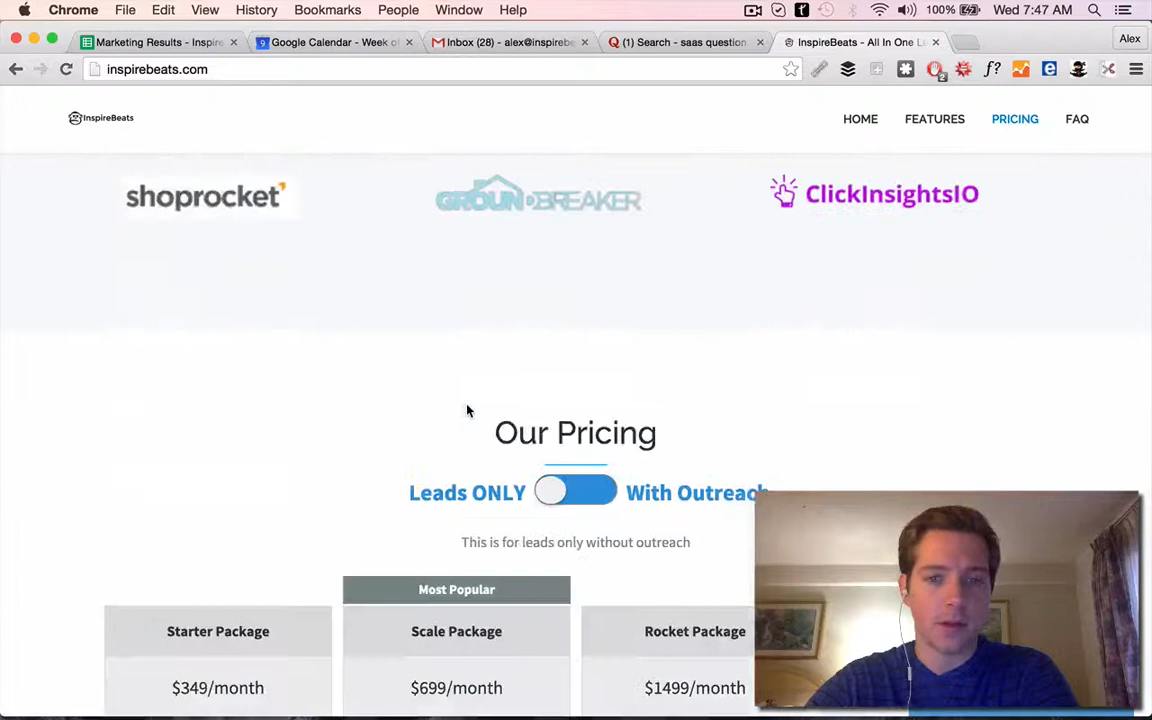 Chrome File Edit View History Bookmarks People Window Help 100% Wed 7:47 AM
Marketing Results - Inspire Google Calendar - Week of Inbox (28) - alex@inspirebe (1) Search - saas question InspireBeats - All In One Le Alex
inspirebeats.com
InspireBeats HOME FEATURES PRICING FAQ
shoprocket GROUNDBREAKER ClickInsightsIO
Our Pricing
Leads ONLY With Outreach
This is for leads only without outreach
Most Popular
Starter Package Scale Package Rocket Package
$349/month $699/month $1499/month